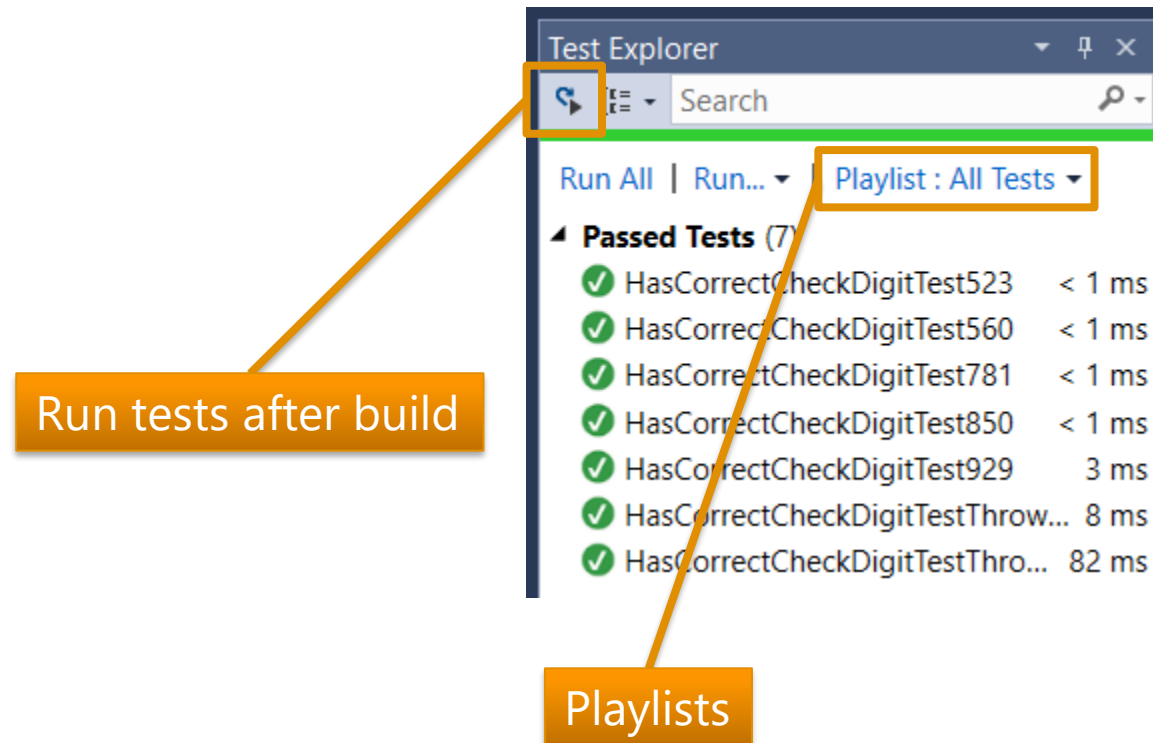 Test Explorer
Search
Run All | Run... | Playlist : All Tests
Passed Tests (7)
HasCorrectCheckDigitTest523 < 1 ms
HasCorrectCheckDigitTest560 < 1 ms
HasCorrectCheckDigitTest781 < 1 ms
HasCorrectCheckDigitTest850 < 1 ms
HasCorrectCheckDigitTest929 3 ms
HasCorrectCheckDigitTestThrow... 8 ms
HasCorrectCheckDigitTestThro... 82 ms
Run tests after build
Playlists